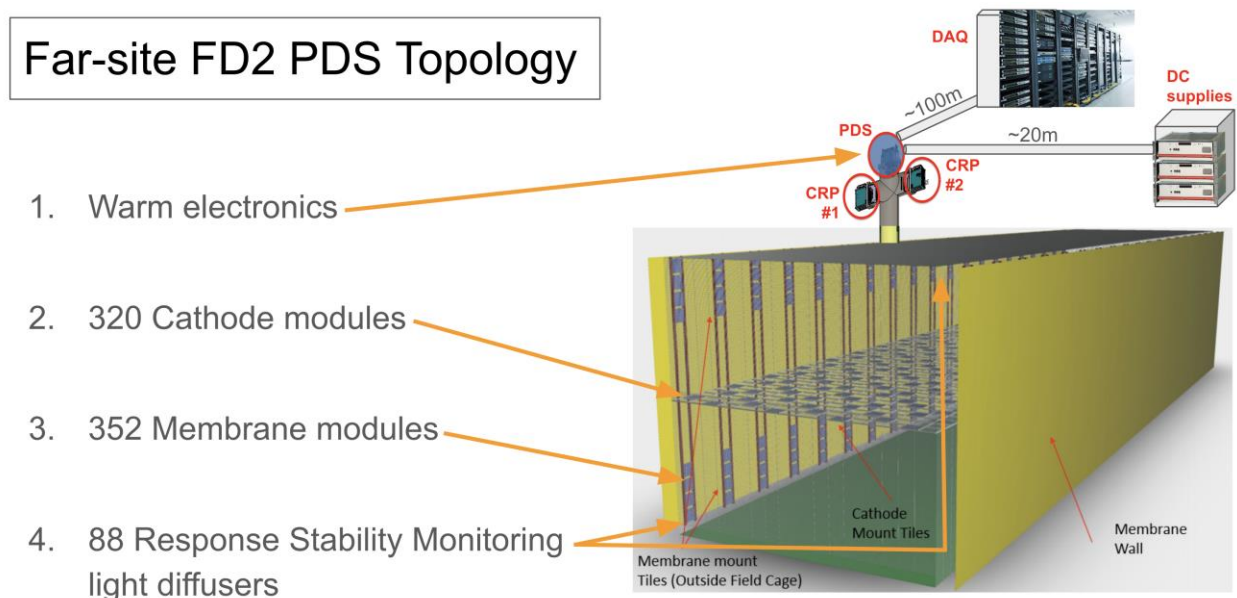 Far-site FD2 PDS Topology
1. Warm electronics
2. 320 Cathode modules
3. 352 Membrane modules
4. 88 Response Stability Monitoring
light diffusers
DAQ
DC
supplies
~100m
~20m
PDS
CRP
#1
CRP
#2
Cathode
Mount Tiles
Membrane mount
Tiles (Outside Field Cage)
Membrane
Wall